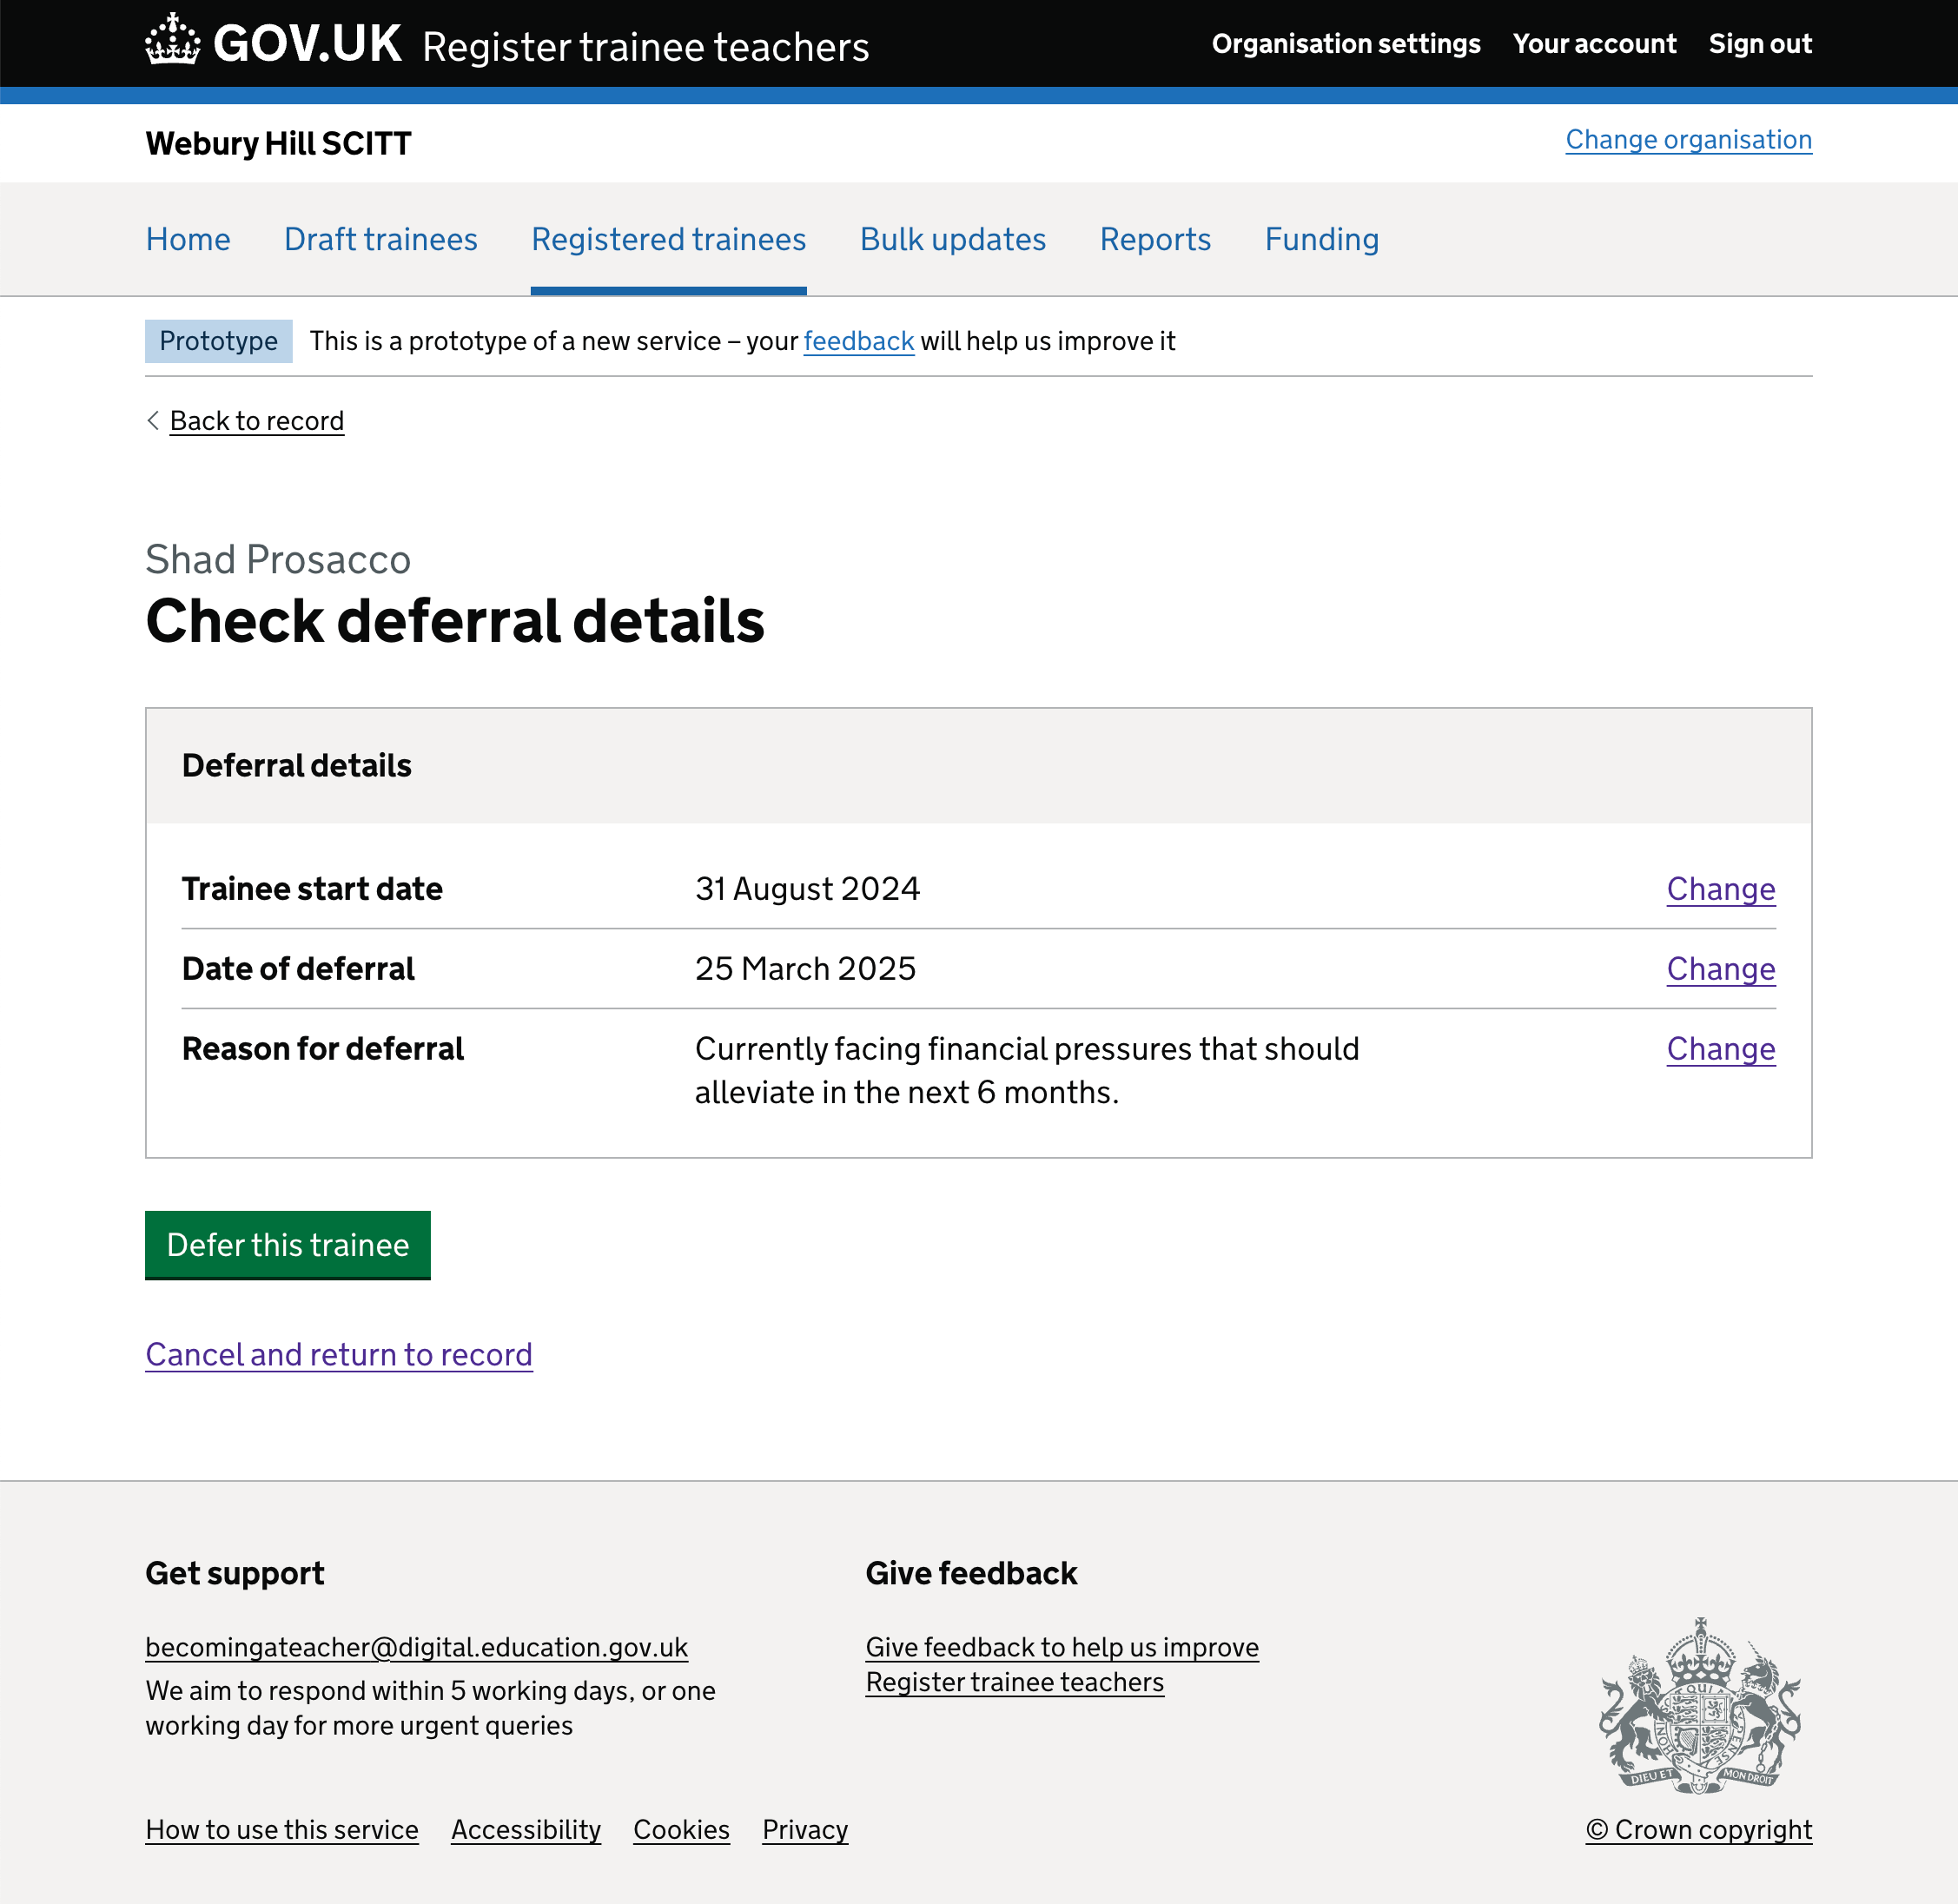 GOV.UK Register trainee teachers Organisation settings Your account Sign out
Webury Hill SCITT Change organisation
Home Draft trainees Registered trainees Bulk updates Reports Funding
Prototype This is a prototype of a new service – your feedback will help us improve it
Back to record
Shad Prosacco
Check deferral details
Deferral details
Trainee start date 31 August 2024 Change
Date of deferral 25 March 2025 Change
Reason for deferral Currently facing financial pressures that should Change
alleviate in the next 6 months.
Defer this trainee
Cancel and return to record
Get support
becomingateacher@digital.education.gov.uk
We aim to respond within 5 working days, or one
working day for more urgent queries
Give feedback
Give feedback to help us improve
Register trainee teachers
DIEU ET MON DROIT
How to use this service Accessibility Cookies Privacy
© Crown copyright